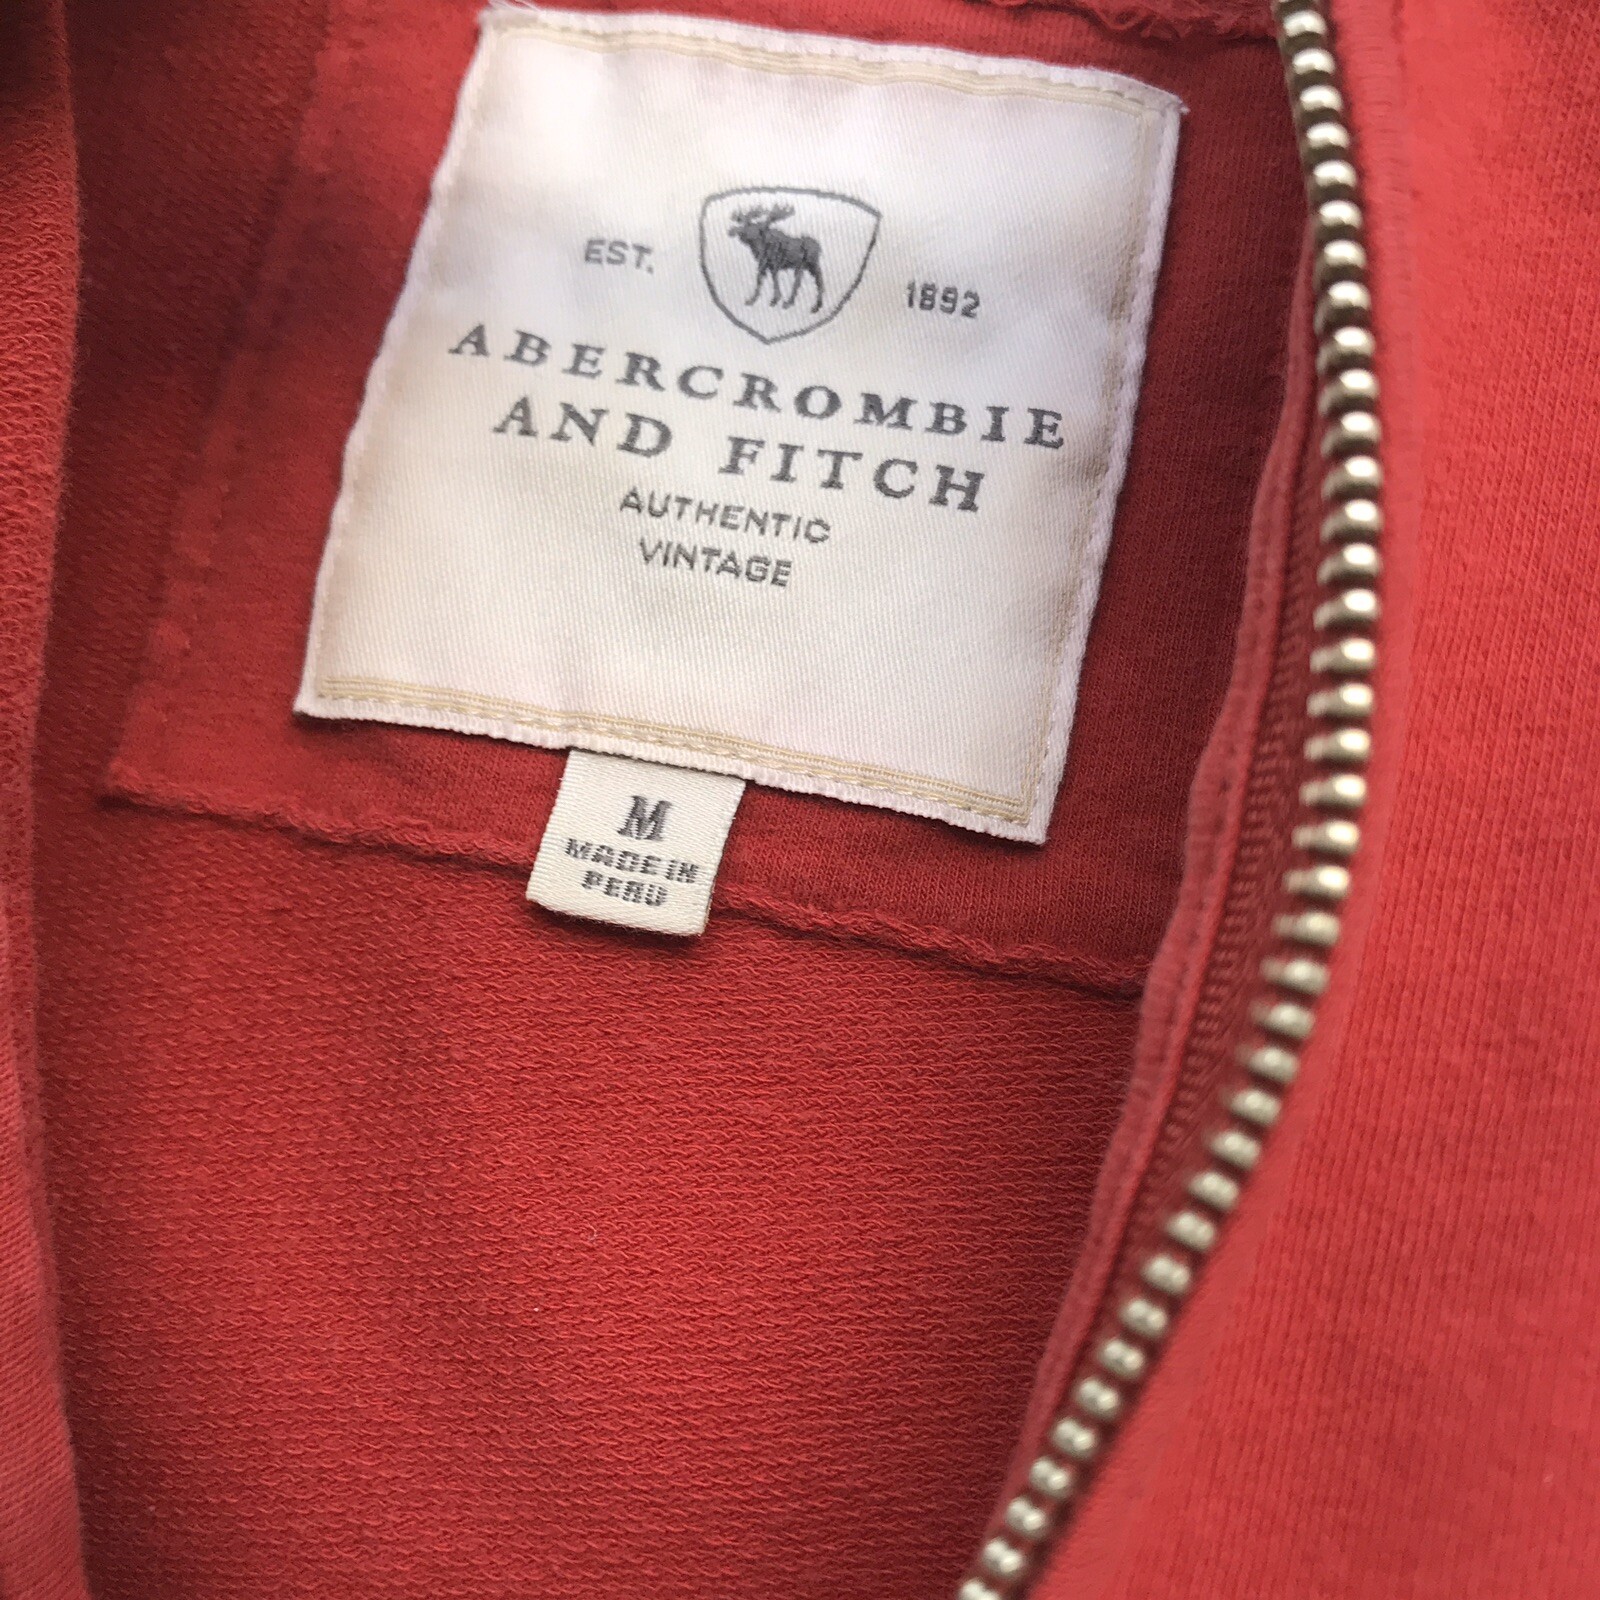 EST. 1892
ABERCROMBIE
AND FITCH
AUTHENTIC
VINTAGE
M
MADE IN
PERU